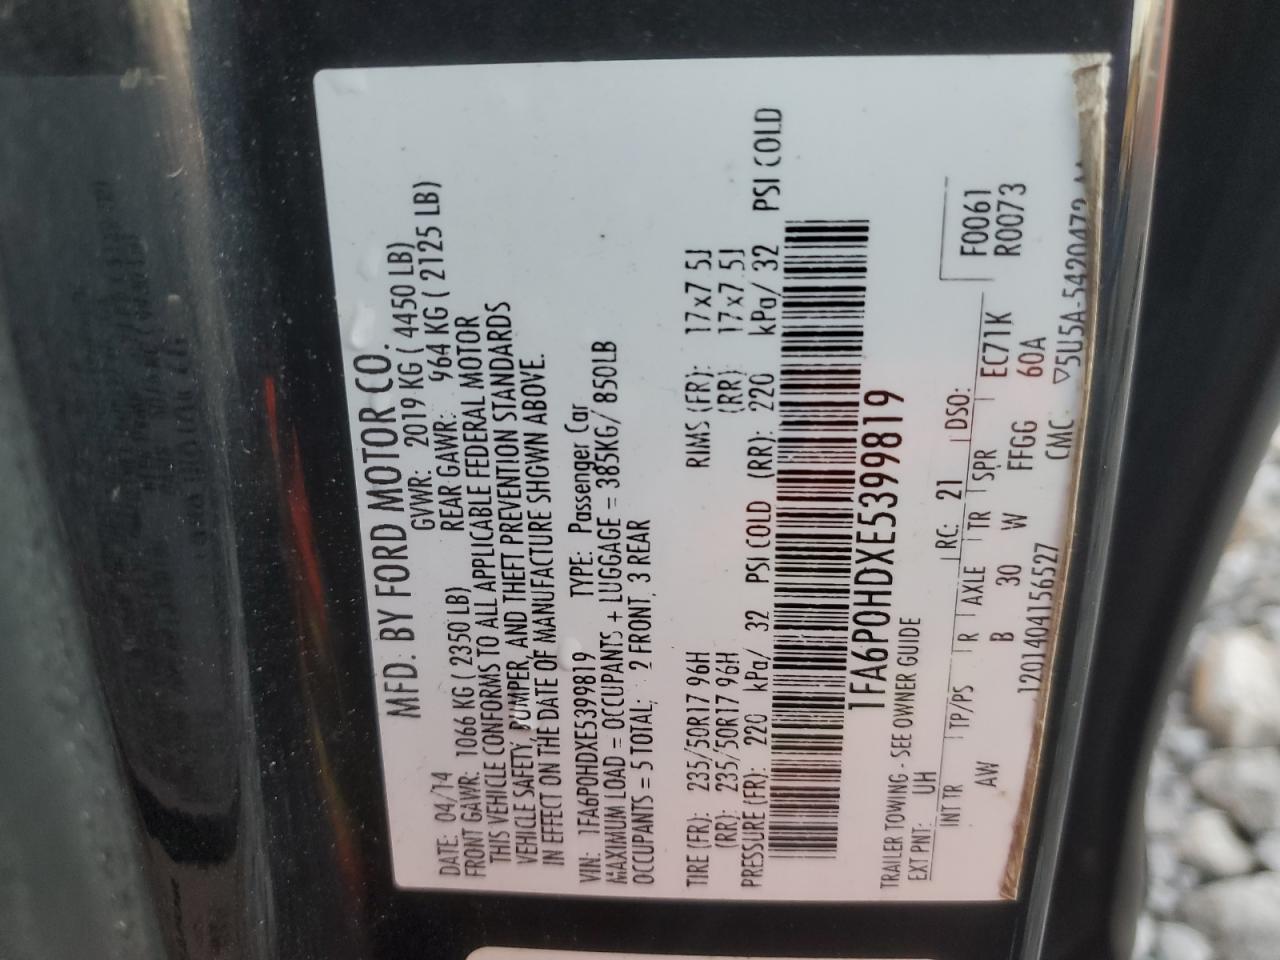 MFD. BY FORD MOTOR CO.
DATE: 04/14 GVWR: 2019 KG ( 4450 LB)
FRONT GAWR: 1066 KG ( 2350 LB) REAR GAWR: 964 KG ( 2125 LB)
THIS VEHICLE CONFORMS TO ALL APPLICABLE FEDERAL MOTOR
VEHICLE SAFETY, BUMPER, AND THEFT PREVENTION STANDARDS
IN EFFECT ON THE DATE OF MANUFACTURE SHOWN ABOVE.
VIN: 1FA6P0HDXE5399819 TYPE: Passenger Car
MAXIMUM LOAD = OCCUPANTS + LUGGAGE = 385KG/ 850LB
OCCUPANTS = 5 TOTAL: 2 FRONT, 3 REAR
TIRE (FR): 235/50R17 96H RIMS (FR): 17x7.5J
(RR): 235/50R17 96H (RR): 17x7.5J
PRESSURE (FR): 220 kPa/ 32 PSI COLD (RR): 220 kPa/ 32 PSI COLD
1FA6P0HDXE5399819
TRAILER TOWING - SEE OWNER GUIDE
EXT PNT: UH RC: 21 DSO: F0061
INT TR TP/PS R AXLE TR SPR R0073
AW B 30 W FFGG EC71K
60A
1201404156527 CMC ▽5U5A-5420472